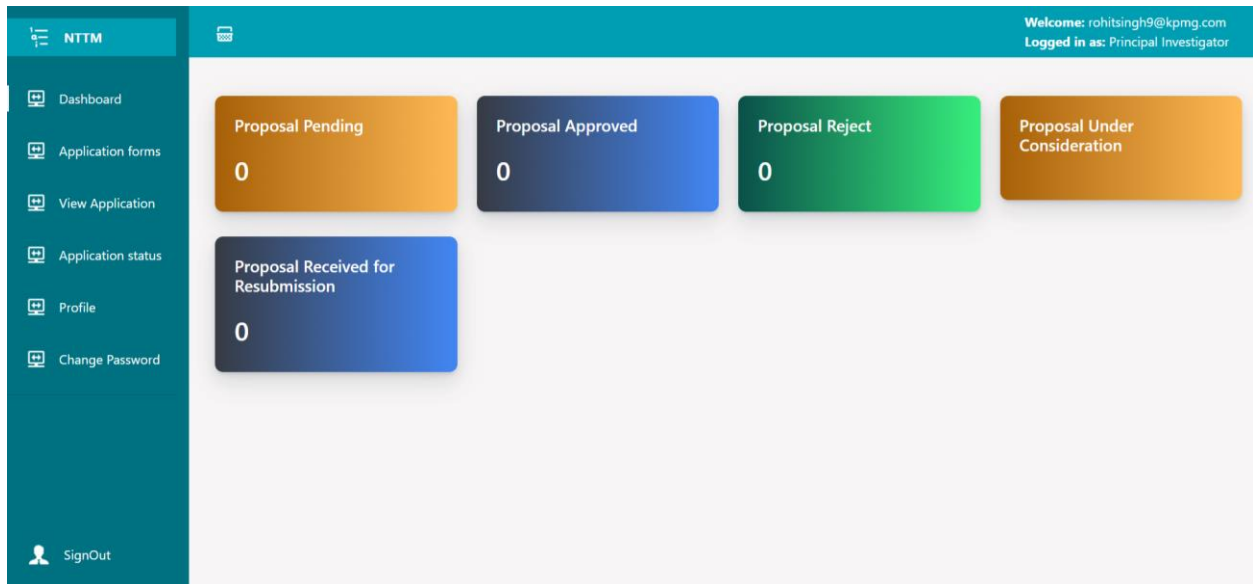 NTTM
Welcome: rohitsingh9@kpmg.com
Logged in as: Principal Investigator
Dashboard
Application forms
View Application
Application status
Profile
Change Password
SignOut
Proposal Pending
0
Proposal Approved
0
Proposal Reject
0
Proposal Under
Consideration
Proposal Received for
Resubmission
0